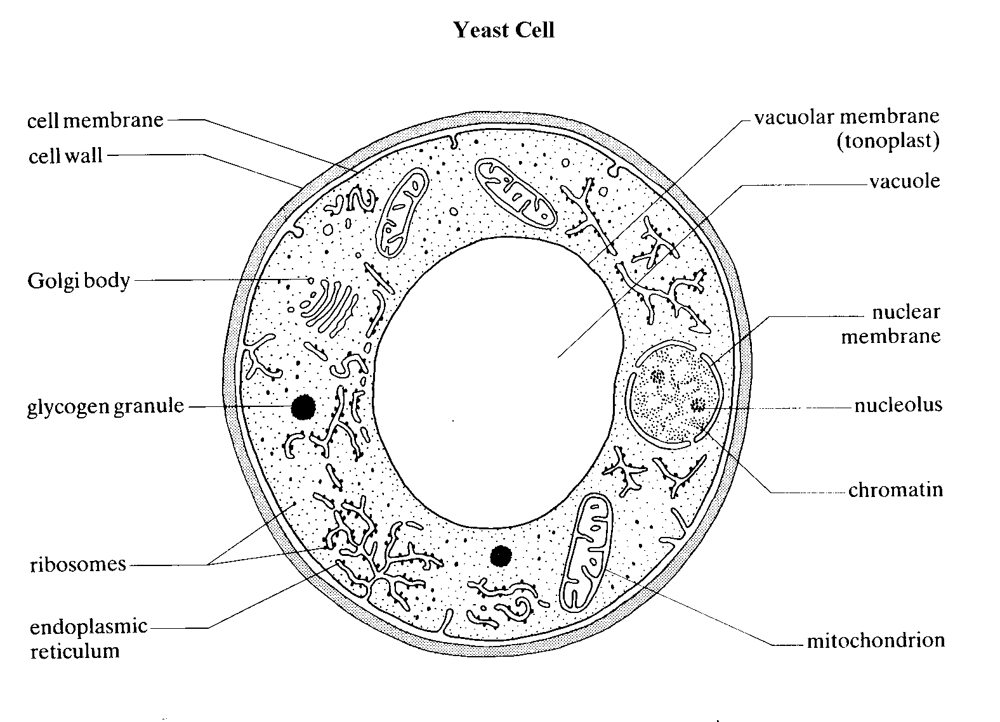 Yeast Cell
cell membrane
cell wall
Golgi body
glycogen granule
ribosomes
endoplasmic
reticulum
vacuolar membrane
(tonoplast)
vacuole
nuclear
membrane
nucleolus
chromatin
mitochondrion